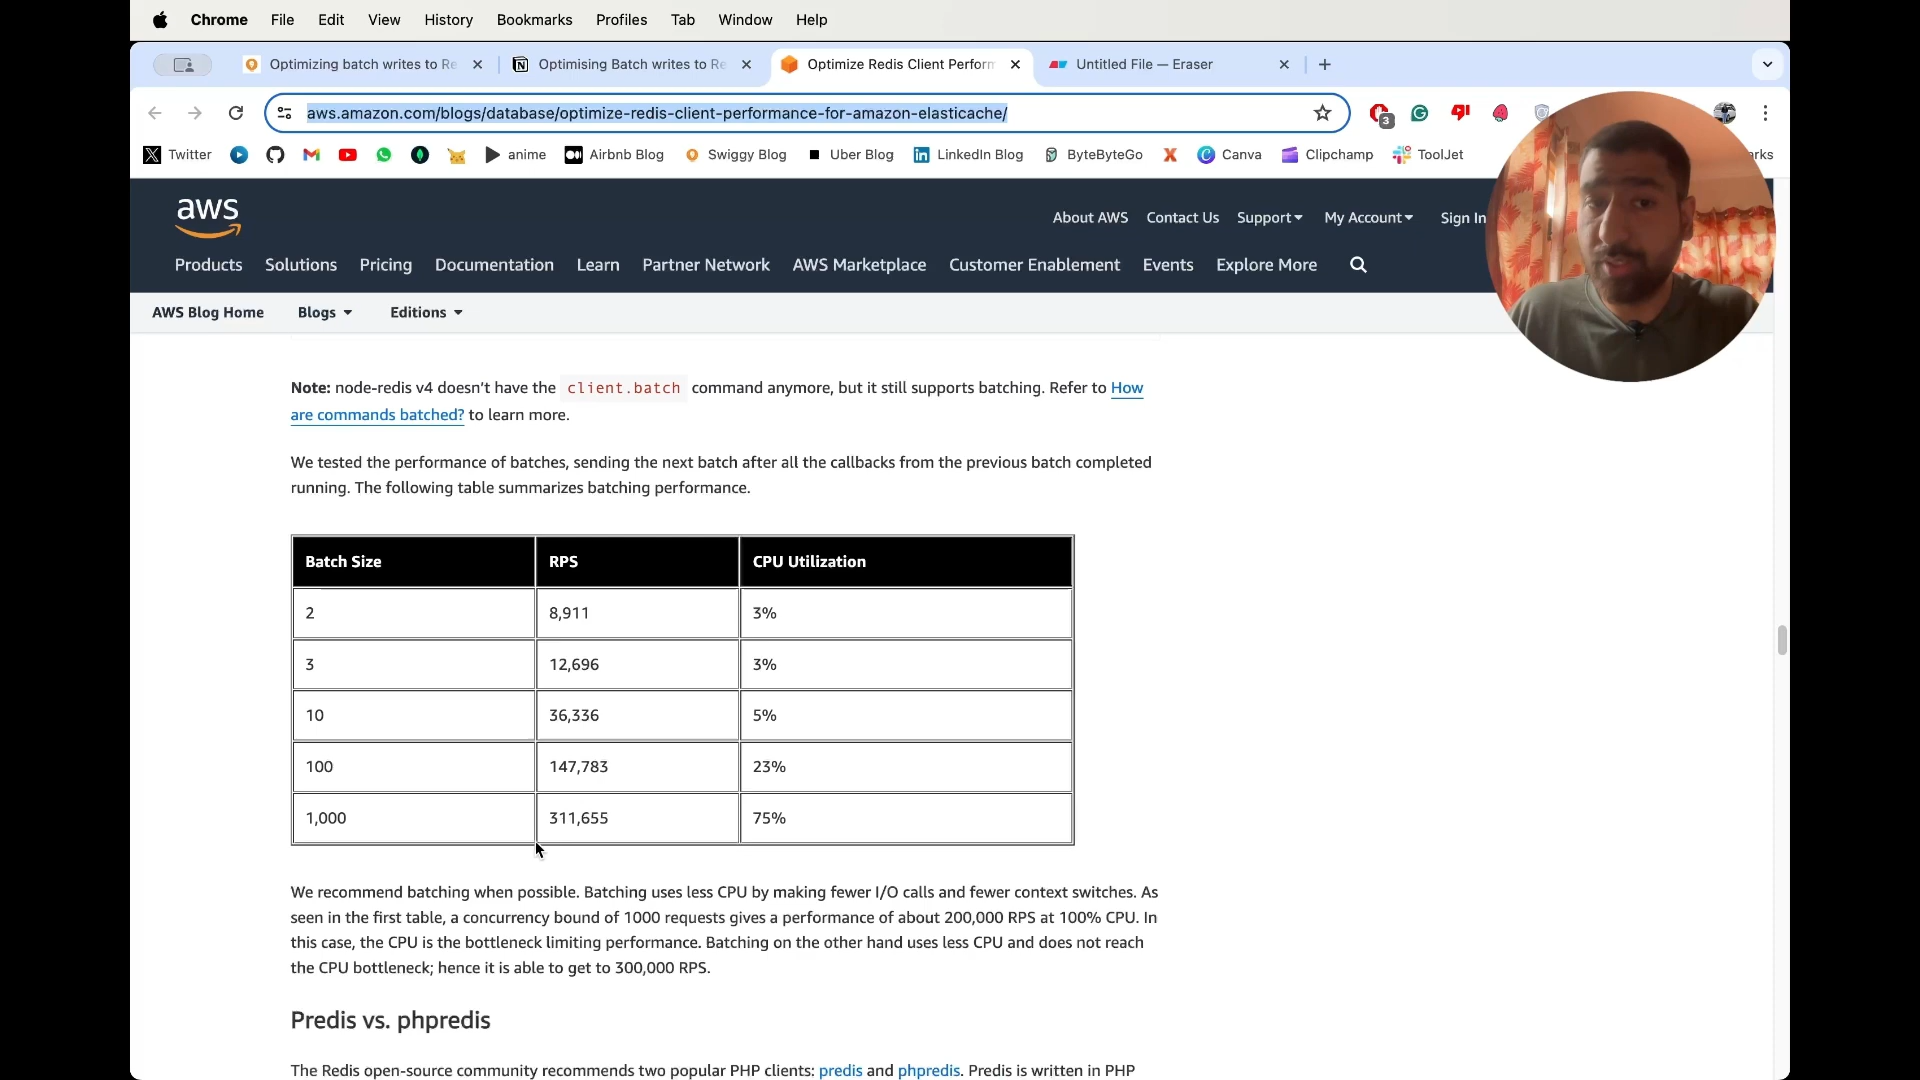 Chrome File Edit View History Bookmarks Profiles Tab Window Help
Optimizing batch writes to Re Optimising Batch writes to Re Optimize Redis Client Perform Untitled File — Eraser
aws.amazon.com/blogs/database/optimize-redis-client-performance-for-amazon-elasticache/
3
Twitter anime Airbnb Blog Swiggy Blog Uber Blog LinkedIn Blog ByteByteGo Canva Clipchamp ToolJet
aws
About AWS Contact Us Support My Account Sign In
Products Solutions Pricing Documentation Learn Partner Network AWS Marketplace Customer Enablement Events Explore More
AWS Blog Home Blogs Editions
Note: node-redis v4 doesn’t have the client.batch command anymore, but it still supports batching. Refer to How
are commands batched? to learn more.
We tested the performance of batches, sending the next batch after all the callbacks from the previous batch completed
running. The following table summarizes batching performance.
Batch Size RPS CPU Utilization
2 8,911 3%
3 12,696 3%
10 36,336 5%
100 147,783 23%
1,000 311,655 75%
We recommend batching when possible. Batching uses less CPU by making fewer I/O calls and fewer context switches. As
seen in the first table, a concurrency bound of 1000 requests gives a performance of about 200,000 RPS at 100% CPU. In
this case, the CPU is the bottleneck limiting performance. Batching on the other hand uses less CPU and does not reach
the CPU bottleneck; hence it is able to get to 300,000 RPS.
Predis vs. phpredis
The Redis open-source community recommends two popular PHP clients: predis and phpredis. Predis is written in PHP